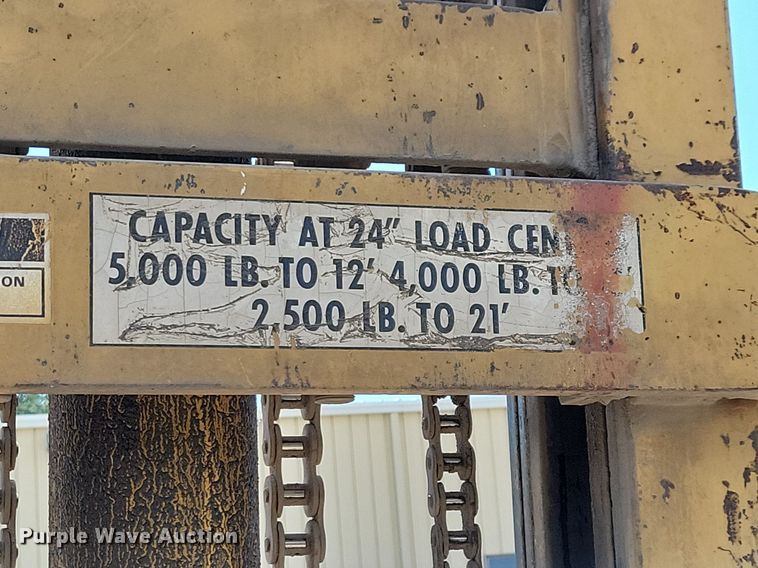 CAPACITY AT 24" LOAD CEN
5,000 LB. TO 12' 4,000 LB. TO
2,500 LB. TO 21'
ON
Purple Wave Auction